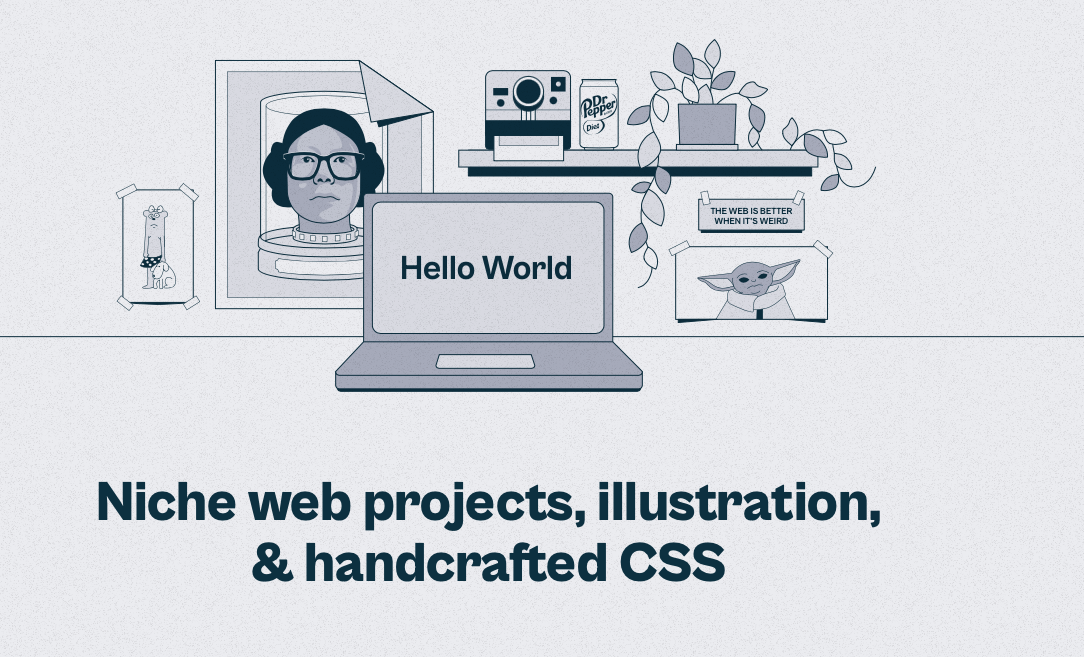 Dr
Pepper
Diet
THE WEB IS BETTER
WHEN IT'S WEIRD
Hello World
Niche web projects, illustration,
& handcrafted CSS